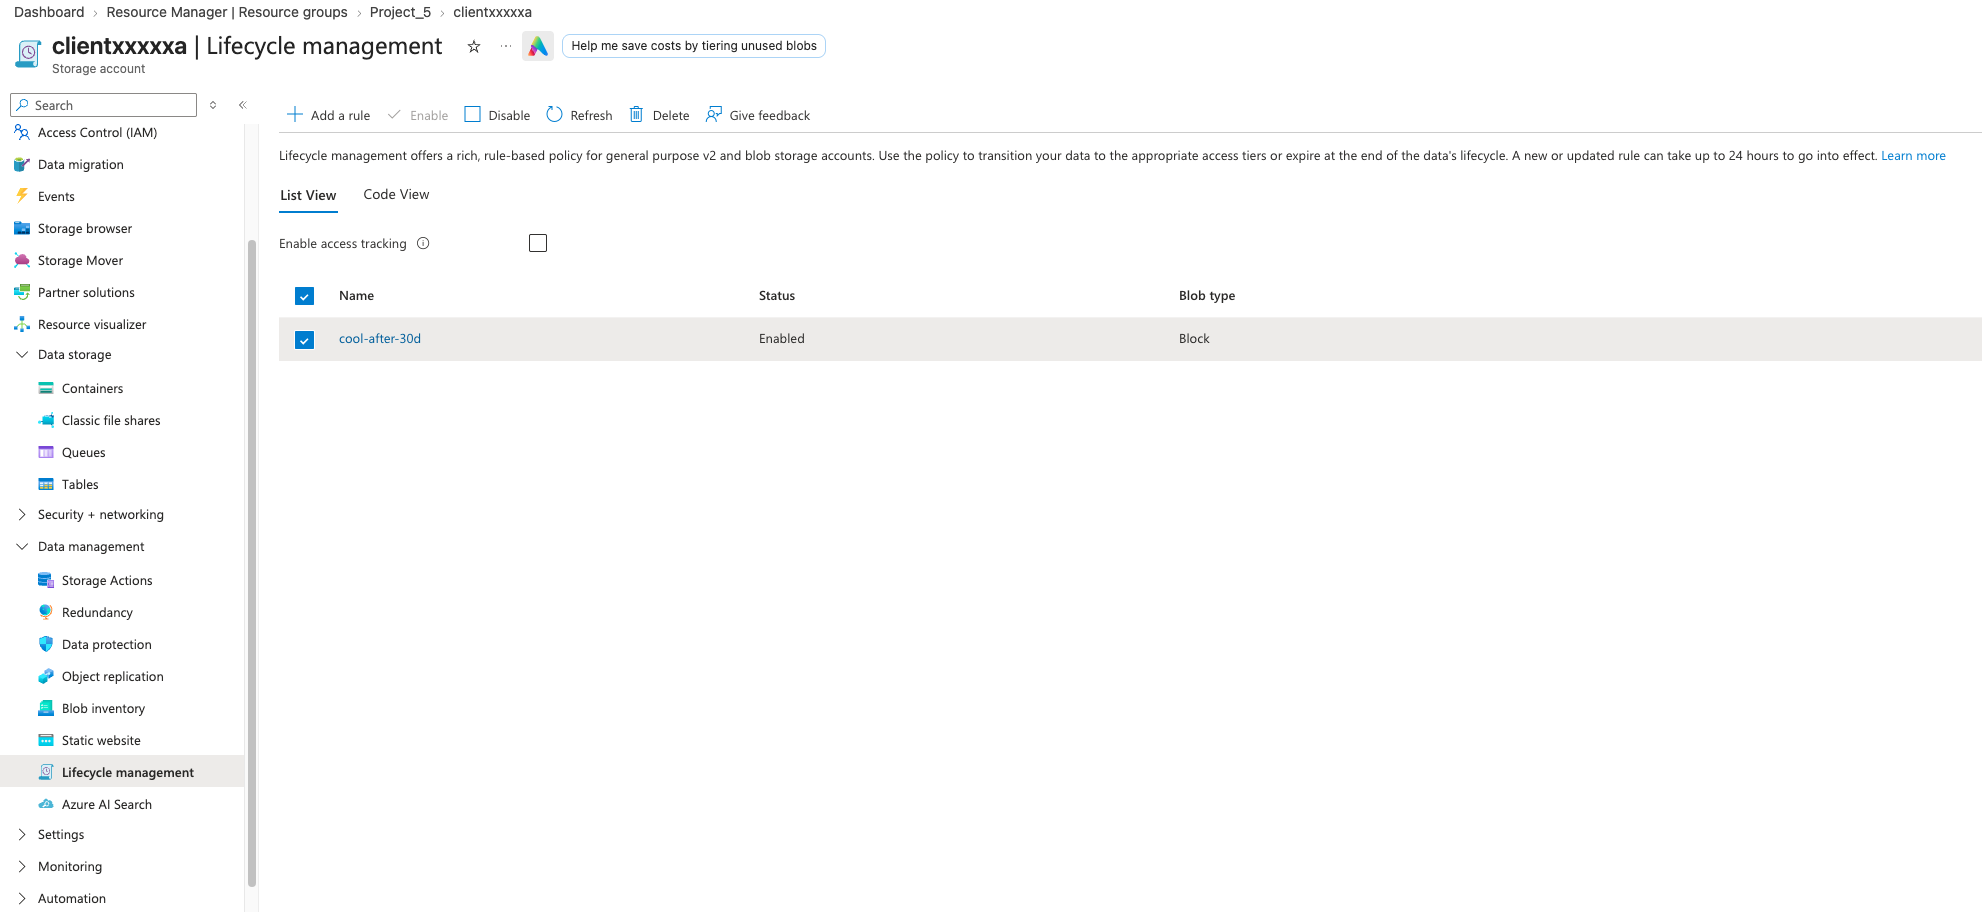 Dashboard > Resource Manager | Resource groups > Project_5 > clientxxxxxa
clientxxxxxa | Lifecycle management
Help me save costs by tiering unused blobs
Storage account
Search
Access Control (IAM)
Data migration
Events
Storage browser
Storage Mover
Partner solutions
Resource visualizer
Data storage
Containers
Classic file shares
Queues
Tables
Security + networking
Data management
Storage Actions
Redundancy
Data protection
Object replication
Blob inventory
Static website
Lifecycle management
Azure AI Search
Settings
Monitoring
Automation
Add a rule Enable Disable Refresh Delete Give feedback
Lifecycle management offers a rich, rule-based policy for general purpose v2 and blob storage accounts. Use the policy to transition your data to the appropriate access tiers or expire at the end of the data's lifecycle. A new or updated rule can take up to 24 hours to go into effect. Learn more
List View Code View
Enable access tracking
Name Status Blob type
cool-after-30d Enabled Block